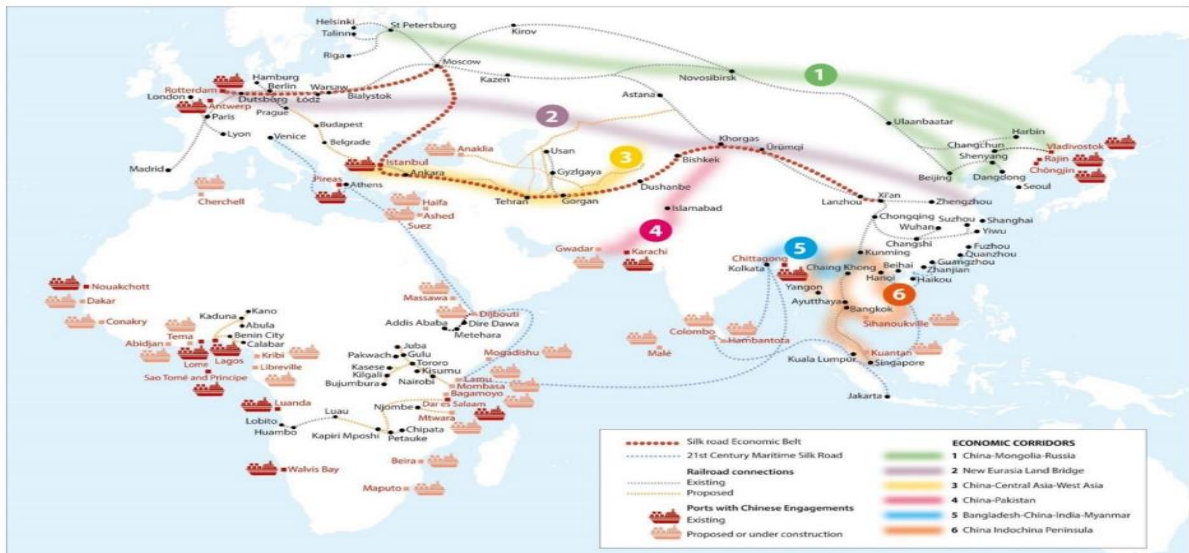 Helsinki
St Petersburg
Kirov
Talinn
Riga
Moscow
Kazen
Novosibirsk
1
Hamburg
Rotterdam
Berlin
Warsaw
London
Dutsburg
Łódź
Bialystok
Antwerp
Prague
Paris
Astana
2
Ulaanbaatar
Harbin
Budapest
Lyon
Venice
Belgrade
Khorgas
Changchun
Vladivostok
Anaklia
Usan
3
Ürümqi
Shenyang
Rajin
Madrid
Istanbul
Bishkek
Chôngjin
Ankara
Gyzlgaya
Beijing
Dangdong
Pireas
Athens
Dushanbe
Seoul
Cherchell
Tehran
Gorgan
Xi'an
Lanzhou
Zhengzhou
Haifa
Ashed
Suez
Islamabad
Chongqing
Suzhou
Shanghai
Wuhan
Yiwu
4
Changshi
Gwadar
Karachi
5
Kunming
Fuzhou
Quanzhou
Chittagong
Kolkata
Chaing Khong
Beihai
Guangzhou
Zhanjian
Hanqi
Haikou
Nouakchott
Yangon
6
Dakar
Massawa
Ayutthaya
Bangkok
Kano
Kaduna
Djibouti
Conakry
Abula
Addis Ababa
Dire Dawa
Sihanoukville
Tema
Benin City
Metehara
Colombo
Abidjan
Calabar
Hambantota
Juba
Mogadishu
Malé
Kuantan
Lome
Lagos
Kribi
Pakwach
Gulu
Kuala Lumpur
Singapore
Libreville
Kasese
Tororo
Kilgali
Kisumu
Sao Tomé and Principe
Bujumbura
Nairobi
Lamu
Mombasa
Bagamoyo
Jakarta
Luanda
Njombe
Dar es Salaam
Luau
Mtwara
Lobito
Huambo
Chipata
Kapiri Mposhi
Petauke
Beira
Walvis Bay
Maputo
Silk road Economic Belt
21st Century Maritime Silk Road
Railroad connections
Existing
Proposed
Ports with Chinese Engagements
Existing
Proposed or under construction
ECONOMIC CORRIDORS
1 China-Mongolia-Russia
2 New Eurasia Land Bridge
3 China-Central Asia-West Asia
4 China-Pakistan
5 Bangladesh-China-India-Myanmar
6 China Indochina Peninsula